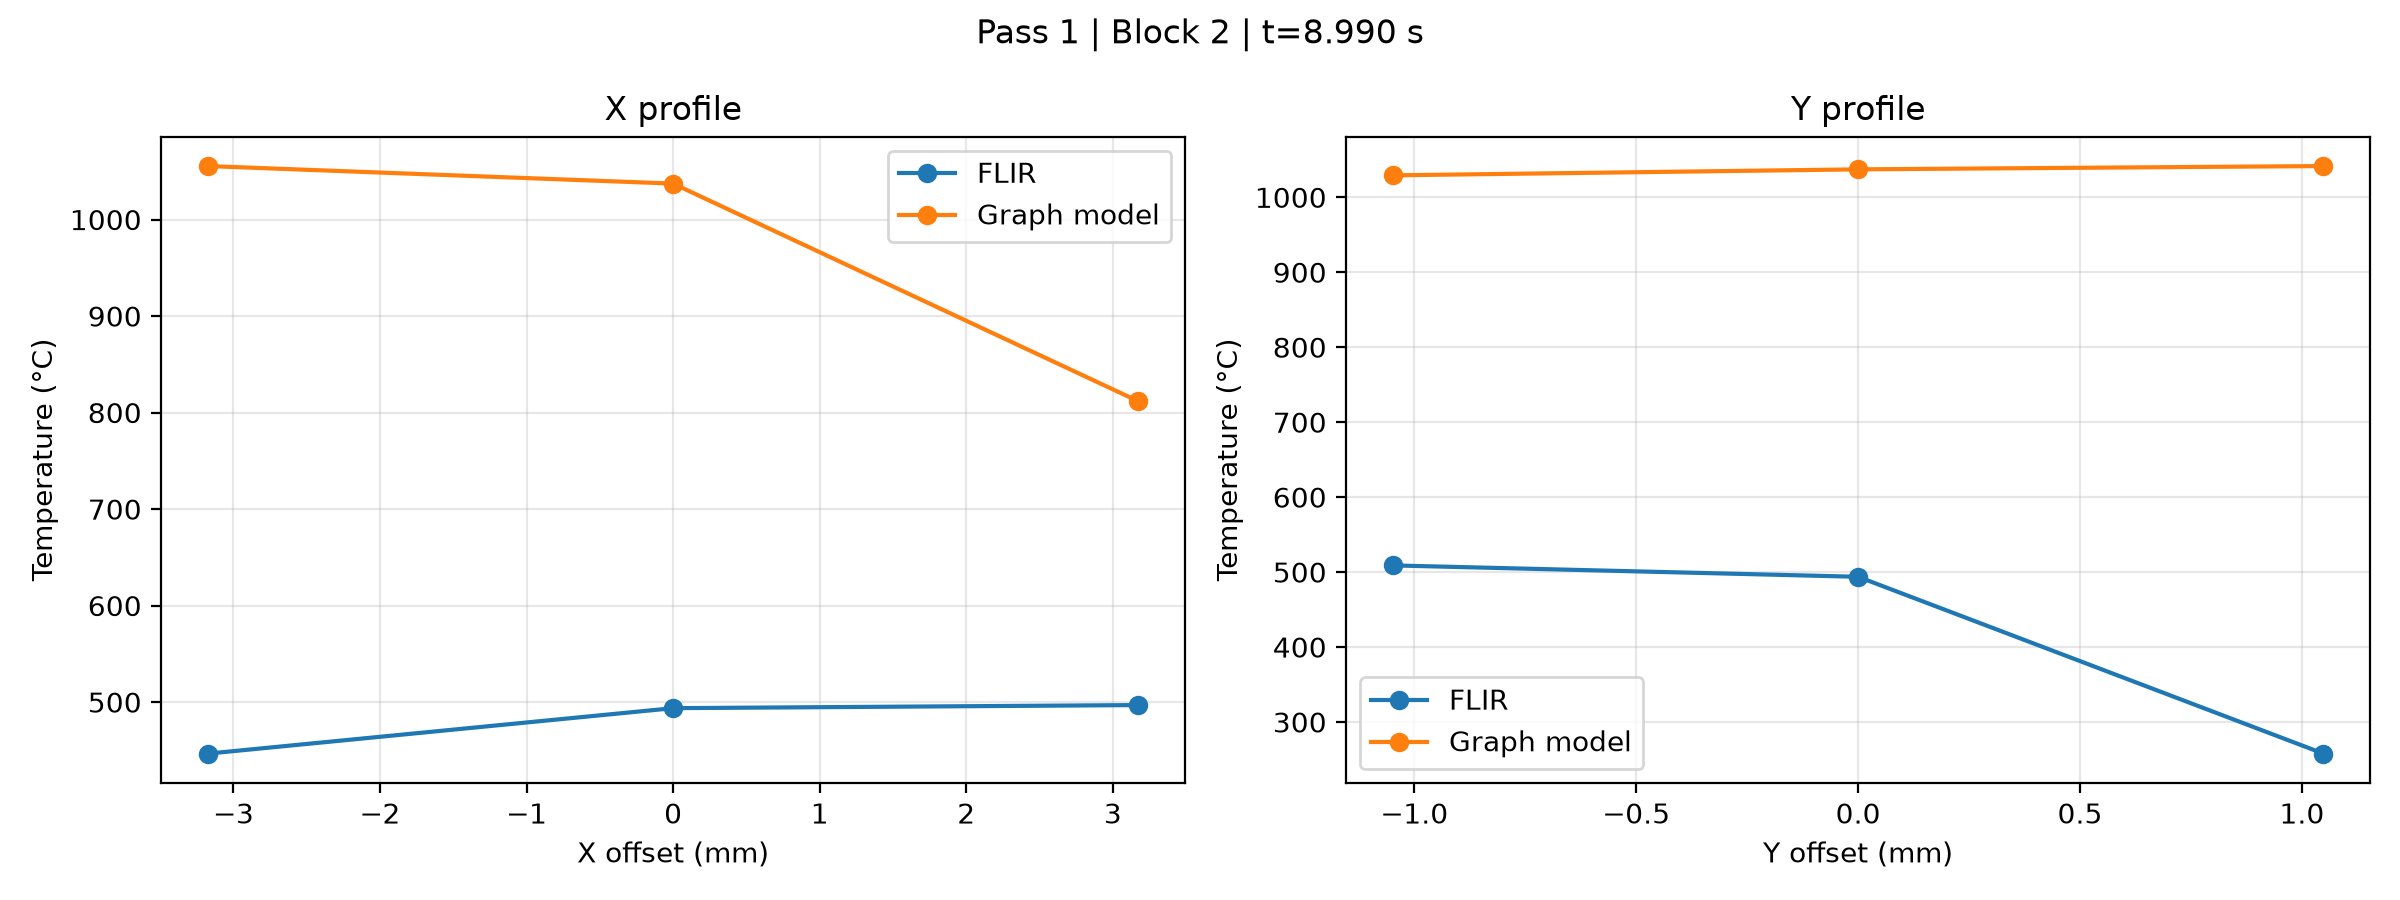 Pass 1 | Block 2 | t=8.990 s
X profile
FLIR
Graph model
1000
900
800
700
600
500
Temperature (°C)
−3
−2
−1
0
1
2
3
X offset (mm)
Y profile
1000
900
800
700
600
500
400
300
Temperature (°C)
FLIR
Graph model
−1.0
−0.5
0.0
0.5
1.0
Y offset (mm)